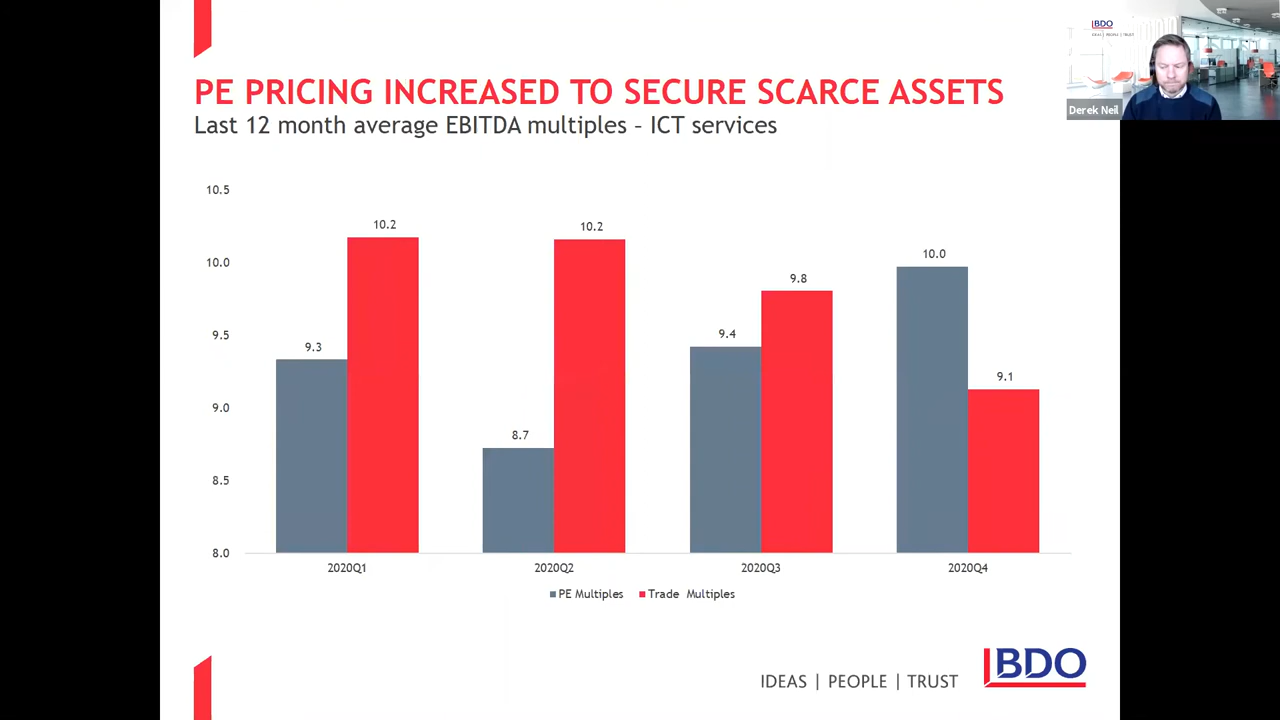 PE PRICING INCREASED TO SECURE SCARCE ASSETS
Last 12 month average EBITDA multiples – ICT services
10.5
10.0
9.5
9.0
8.5
8.0
9.3
10.2
8.7
10.2
9.4
9.8
10.0
9.1
2020Q1
2020Q2
2020Q3
2020Q4
PE Multiples
Trade Multiples
IDEAS | PEOPLE | TRUST
BDO
BDO
IDEAS | PEOPLE | TRUST
Derek Neil